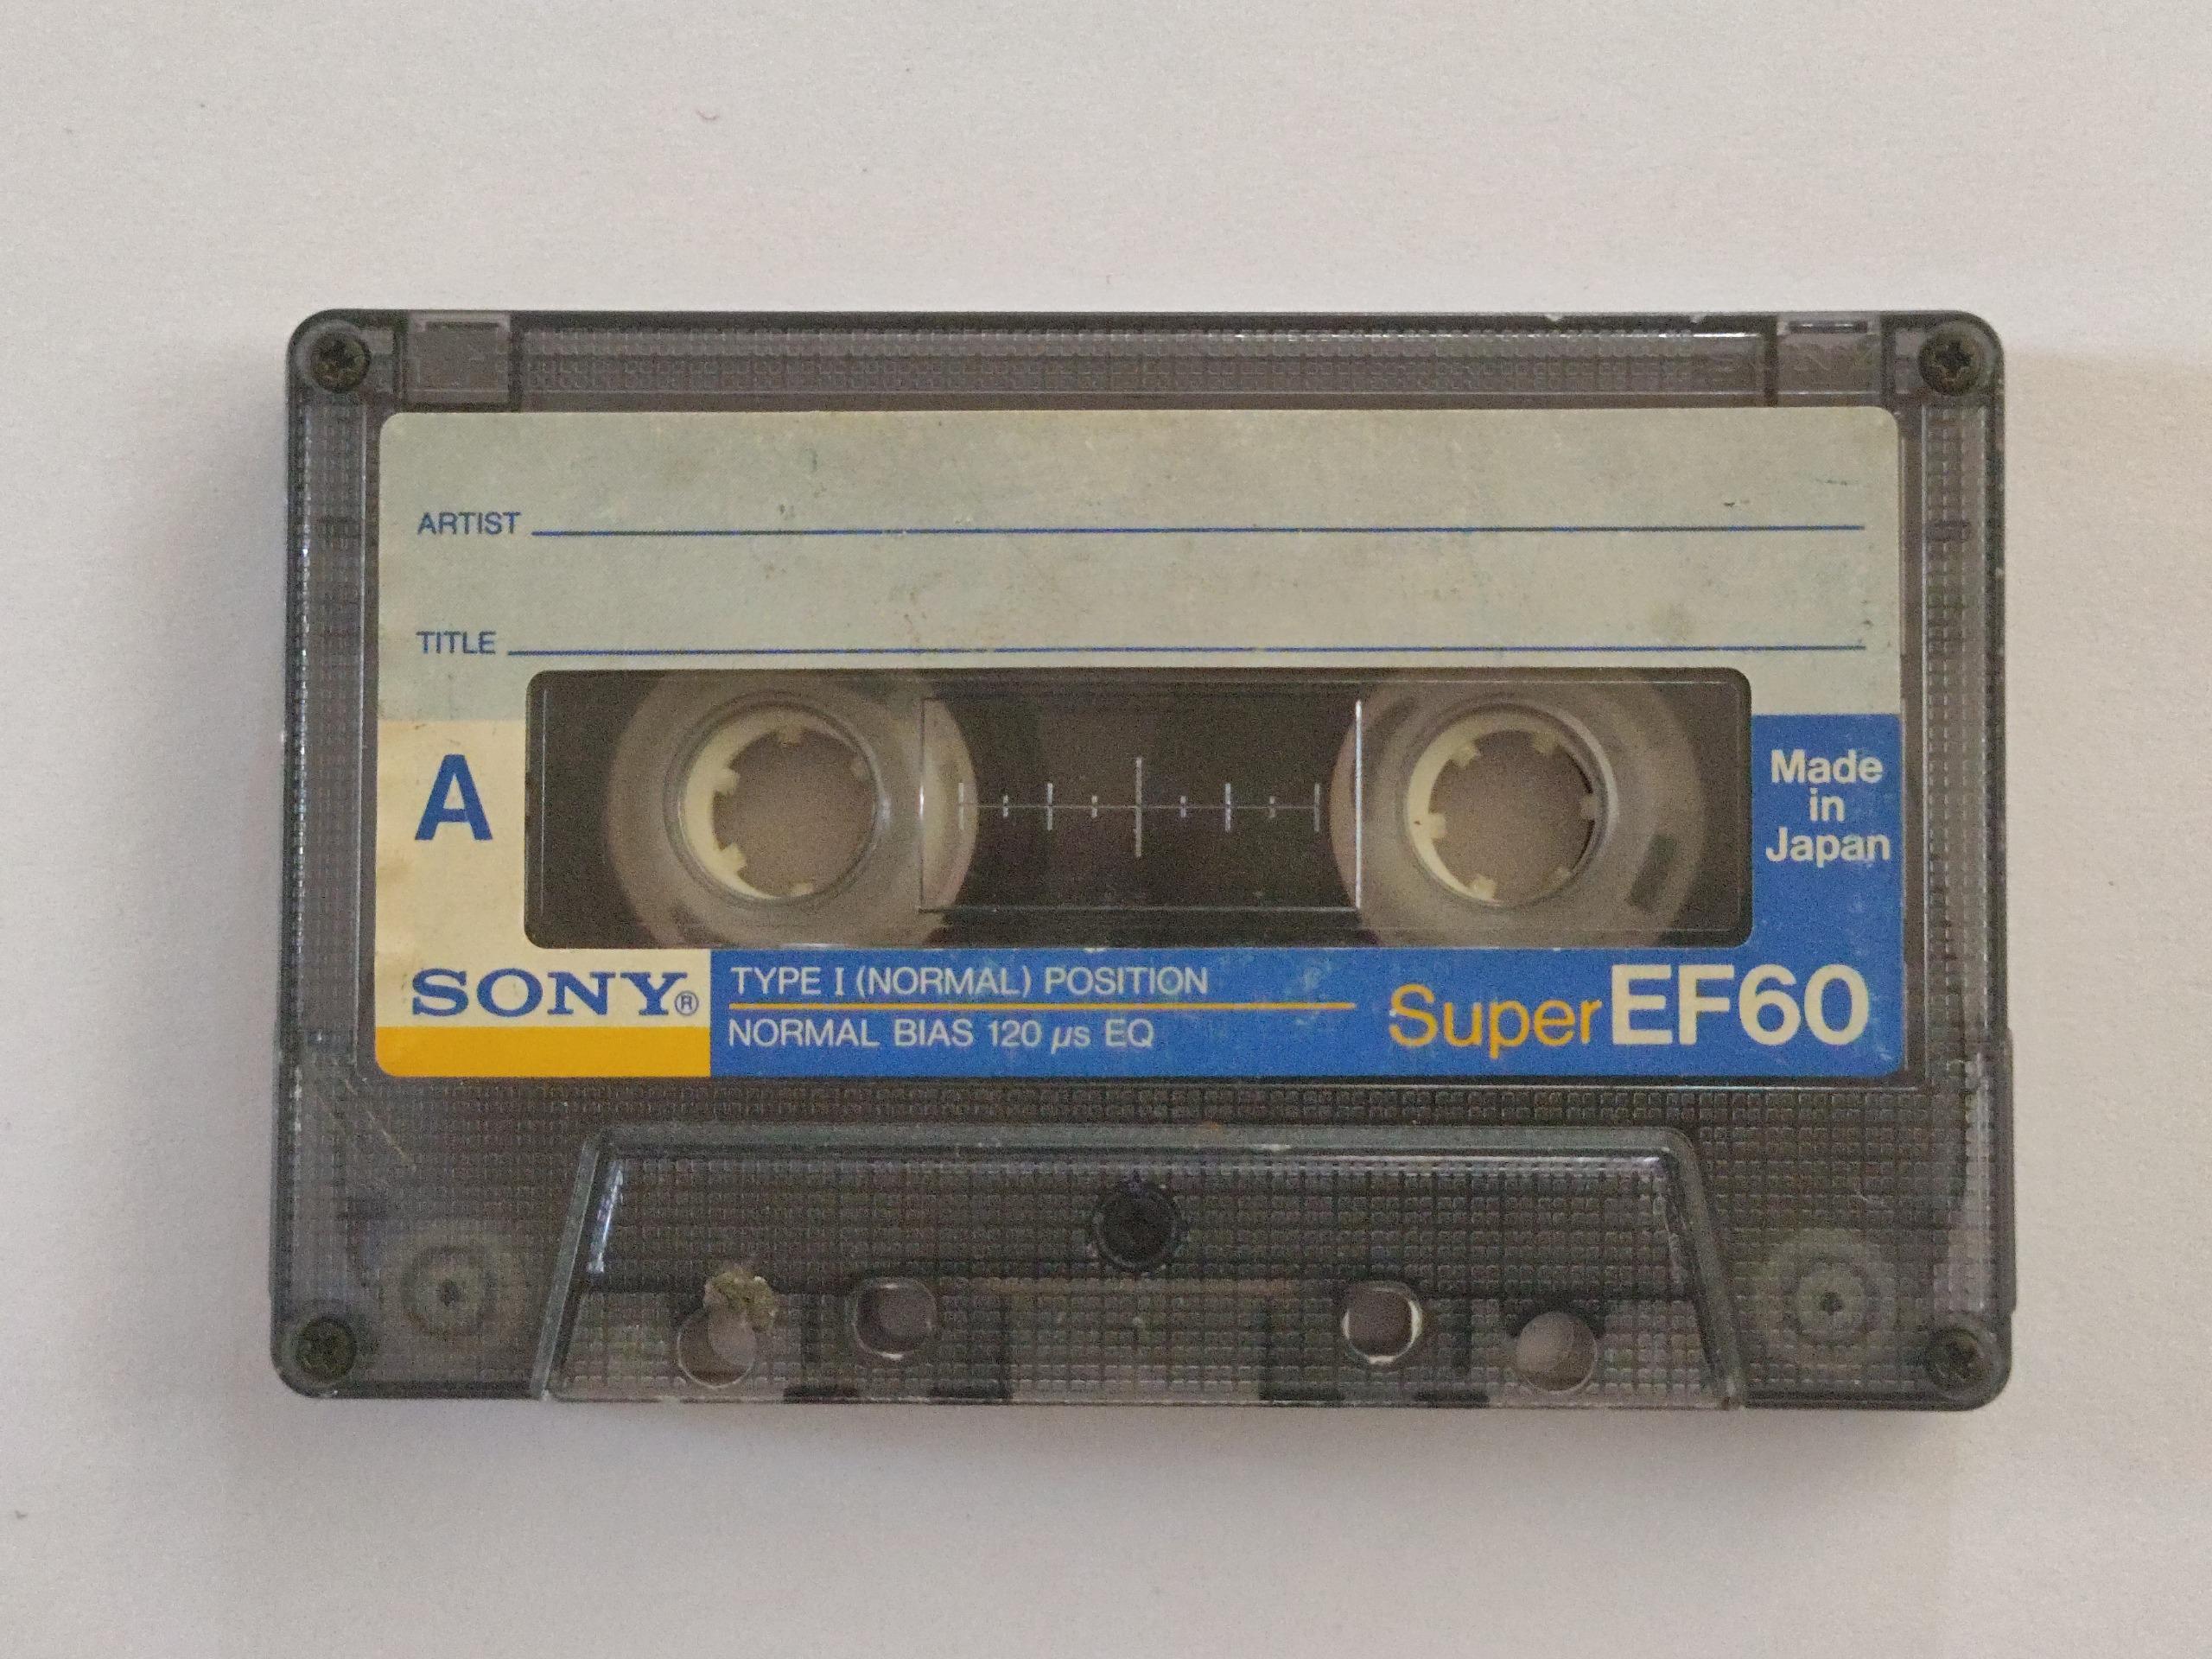 ARTIST
TITLE
A
Made
in
Japan
SONY®
TYPE I (NORMAL) POSITION
NORMAL BIAS 120 µs EQ
Super EF60